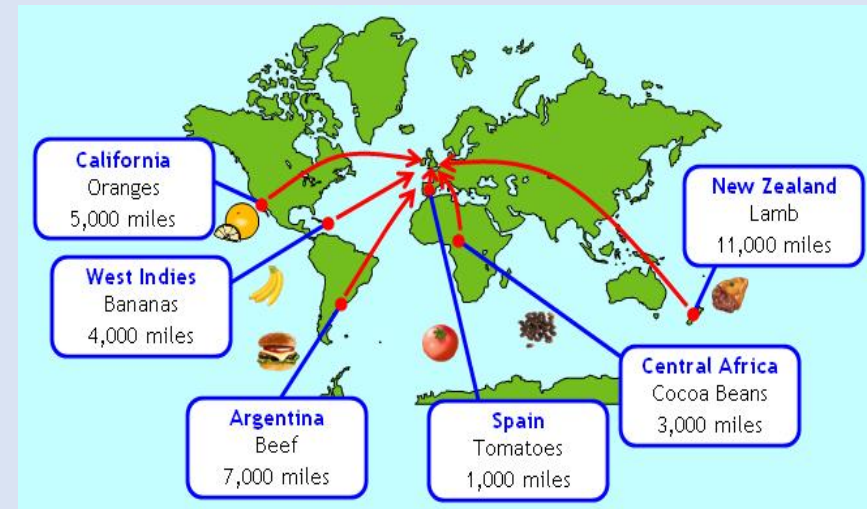 California
Oranges
5,000 miles
West Indies
Bananas
4,000 miles
Argentina
Beef
7,000 miles
Spain
Tomatoes
1,000 miles
Central Africa
Cocoa Beans
3,000 miles
New Zealand
Lamb
11,000 miles